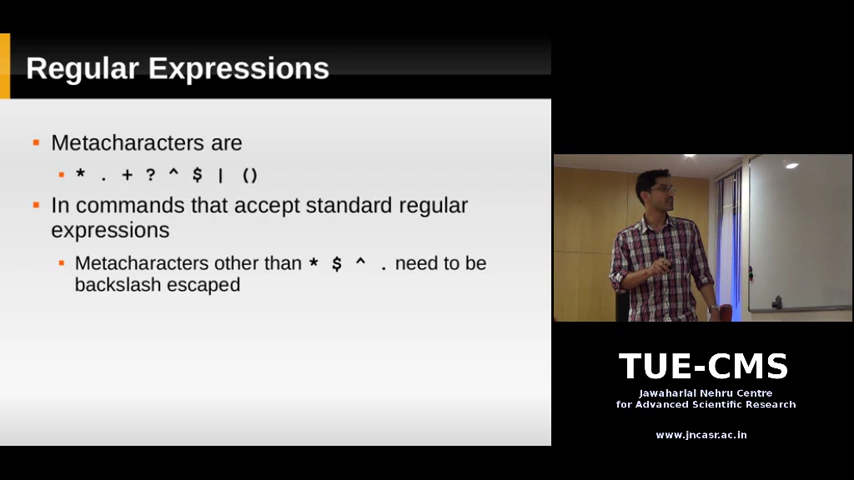 Regular Expressions
Metacharacters are
* . + ? ^ $ | ()
In commands that accept standard regular
expressions
Metacharacters other than * $ ^ . need to be
backslash escaped
TUE-CMS
Jawaharlal Nehru Centre
for Advanced Scientific Research
www.jncasr.ac.in